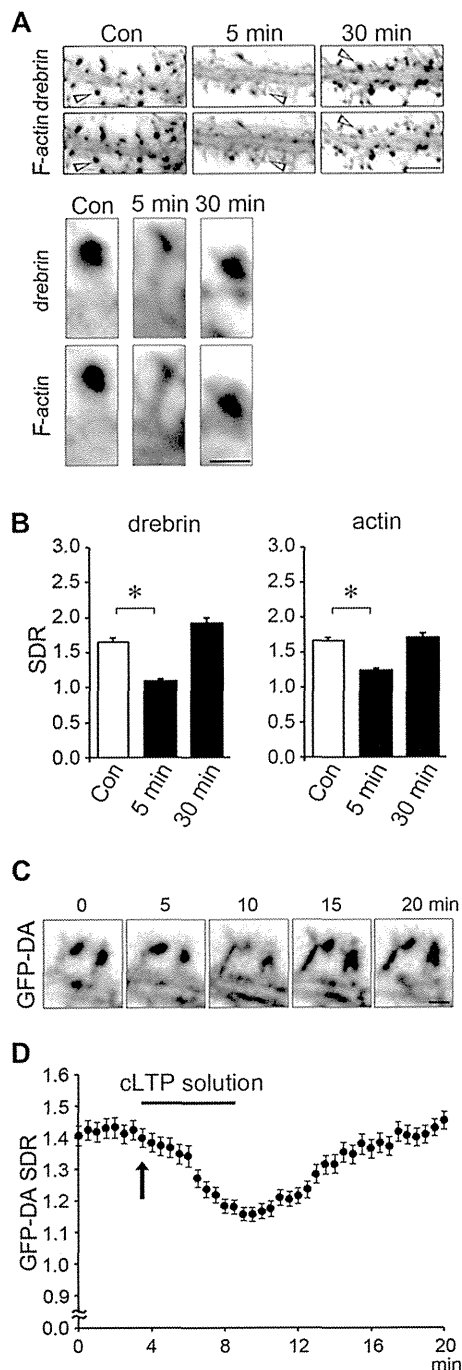 A
Con 5 min 30 min
drebrin
F-actin
Con 5 min 30 min
drebrin
F-actin
B
drebrin actin
SDR
3.0 3.0
2.5 2.5
2.0 2.0
1.5 1.5
1.0 1.0
0.5 0.5
0.0 0.0
* *
Con 5 min 30 min Con 5 min 30 min
C
0 5 10 15 20 min
GFP-DA
D
cLTP solution
GFP-DA SDR
1.6
1.5
1.4
1.3
1.2
1.1
1.0
0.9
0.0
0 4 8 12 16 20
min